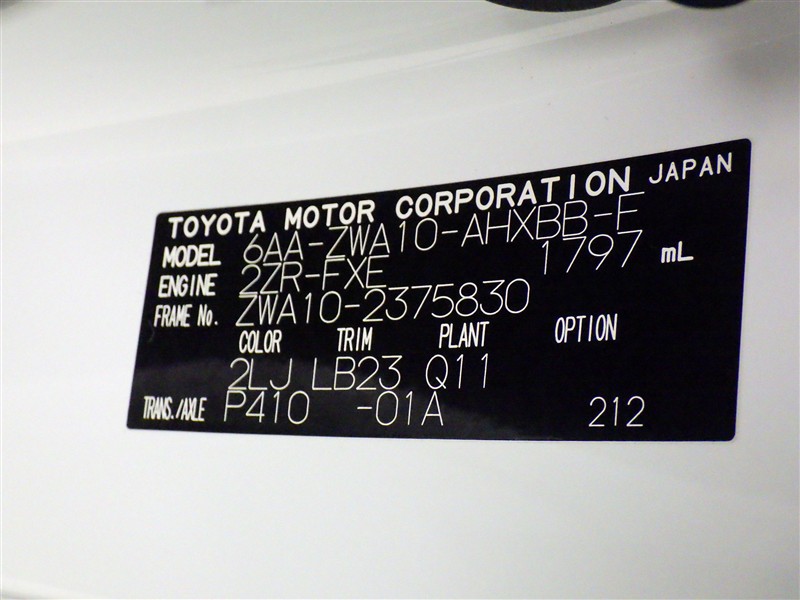 TOYOTA MOTOR CORPORATION JAPAN
MODEL 6AA-ZWA10-AHXBB-E
ENGINE 2ZR-FXE 1797 mL
FRAME No. ZWA10-2375830
COLOR TRIM PLANT OPTION
2LJ LB23 Q11
TRANS./AXLE P410 -01A 212